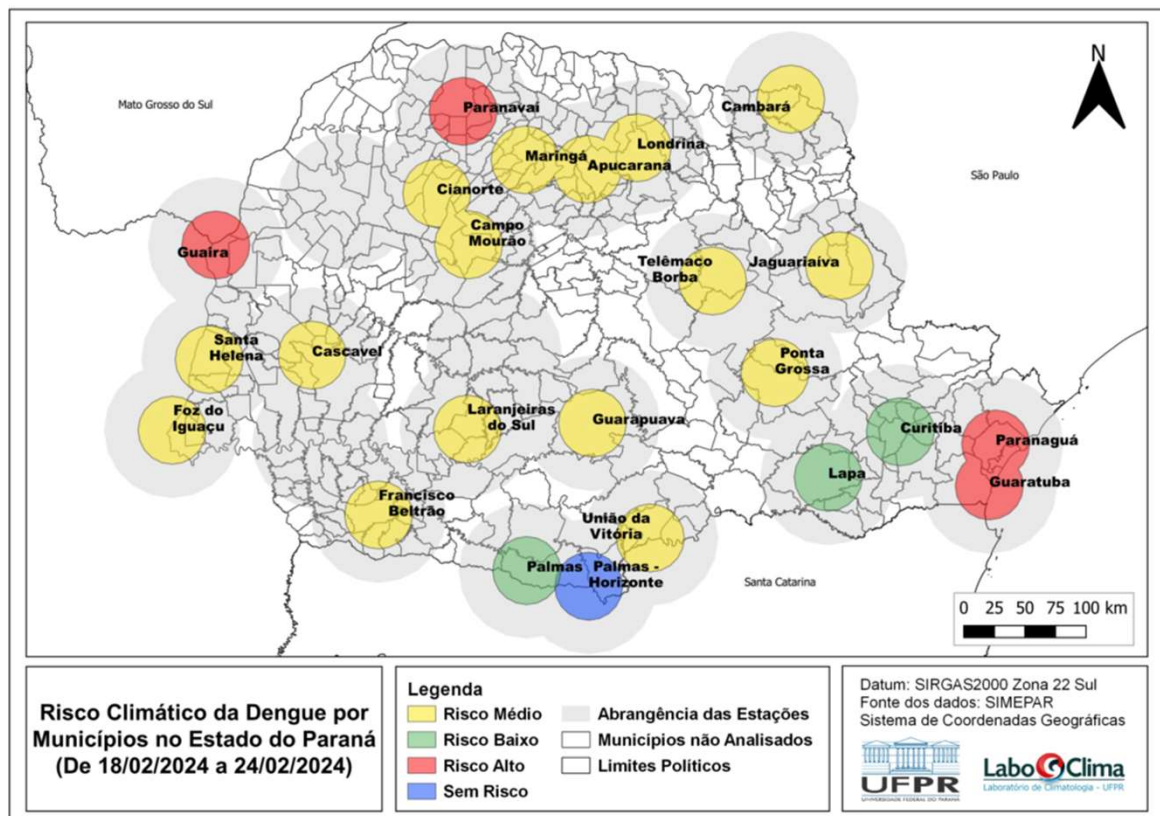 N
Mato Grosso do Sul
São Paulo
Santa Catarina
Paranavaí
Cambará
Maringá
Londrina
Apucarana
Cianorte
Campo
Mourão
Guaíra
Telêmaco
Borba
Jaguariaíva
Santa
Helena
Cascavel
Ponta
Grossa
Foz do
Iguaçu
Laranjeiras
do Sul
Guarapuava
Curitiba
Paranaguá
Lapa
Guaratuba
Francisco
Beltrão
União da
Vitória
Palmas
Palmas -
Horizonte
0 25 50 75 100 km
Risco Climático da Dengue por
Municípios no Estado do Paraná
(De 18/02/2024 a 24/02/2024)
Legenda
Risco Médio
Risco Baixo
Risco Alto
Sem Risco
Abrangência das Estações
Municípios não Analisados
Limites Políticos
Datum: SIRGAS2000 Zona 22 Sul
Fonte dos dados: SIMEPAR
Sistema de Coordenadas Geográficas
UFPR
UNIVERSIDADE FEDERAL DO PARANÁ
LaboClima
Laboratório de Climatologia - UFPR